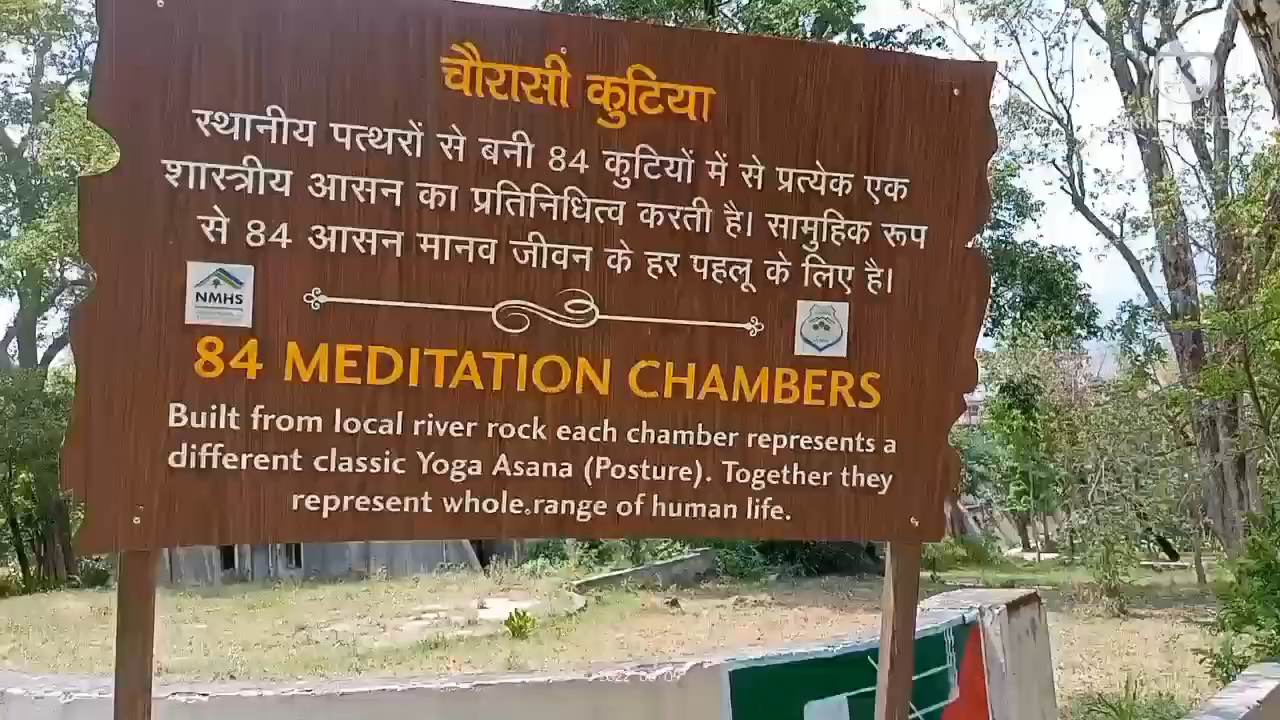 चौरासी कुटिया
स्थानीय पत्थरों से बनी 84 कुटियों में से प्रत्येक एक
शास्त्रीय आसन का प्रतिनिधित्व करती है। सामुहिक रूप
से 84 आसन मानव जीवन के हर पहलू के लिए है।
NMHS
84 MEDITATION CHAMBERS
Built from local river rock each chamber represents a
different classic Yoga Asana (Posture). Together they
represent whole.range of human life.